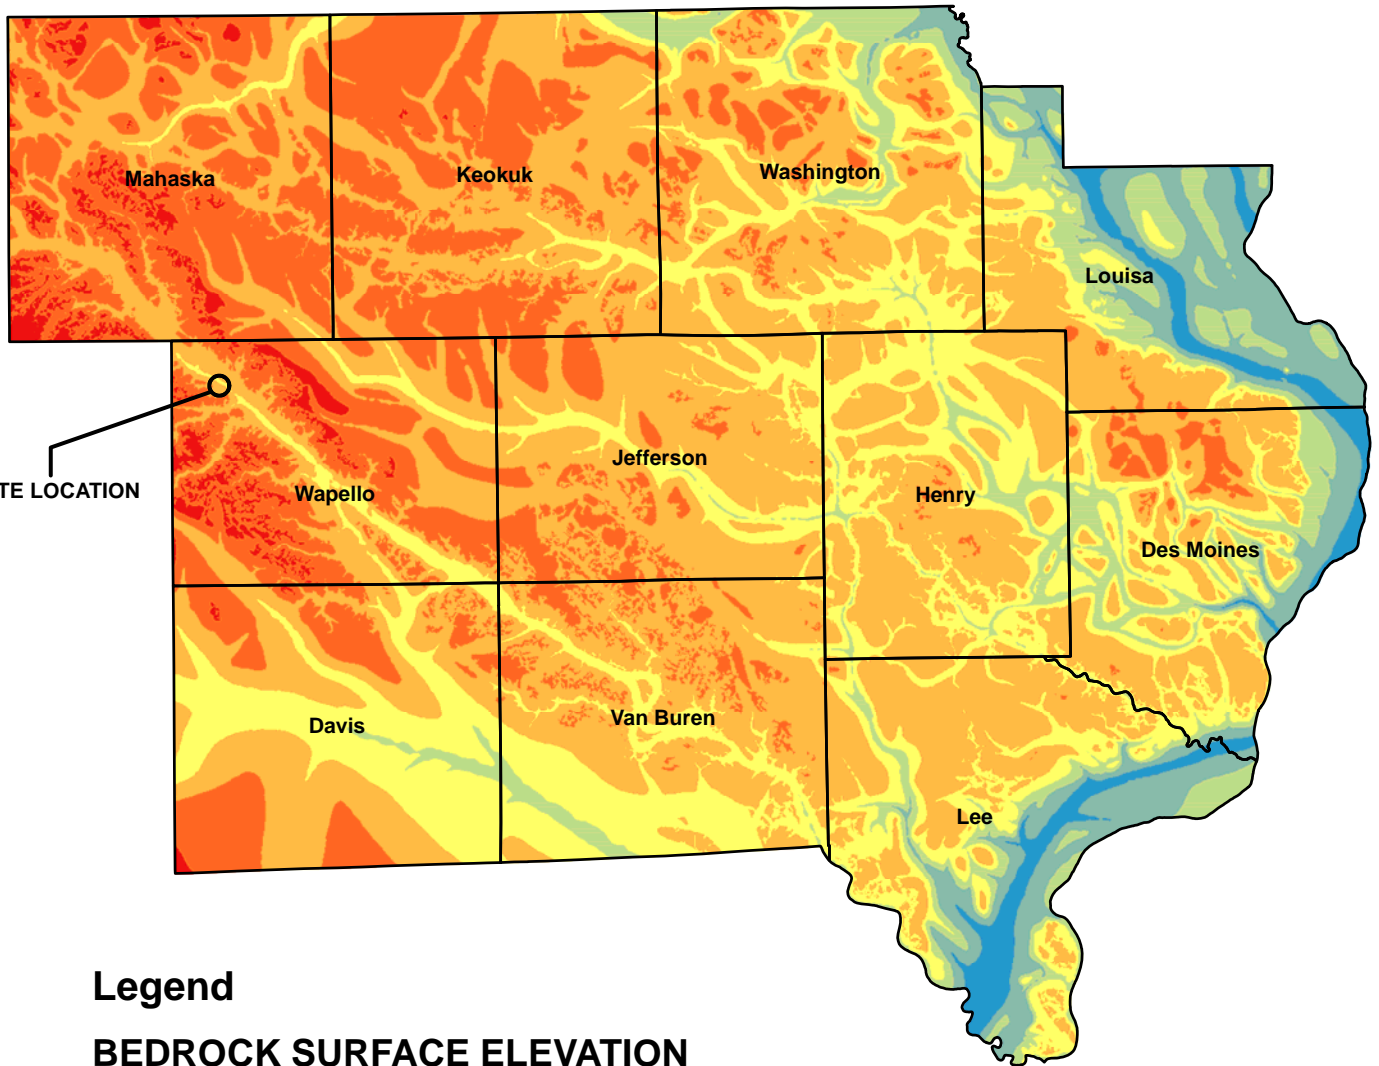 Mahaska
Keokuk
Washington
Louisa
Jefferson
TE LOCATION
Wapello
Henry
Des Moines
Davis
Van Buren
Lee
Legend
BEDROCK SURFACE ELEVATION